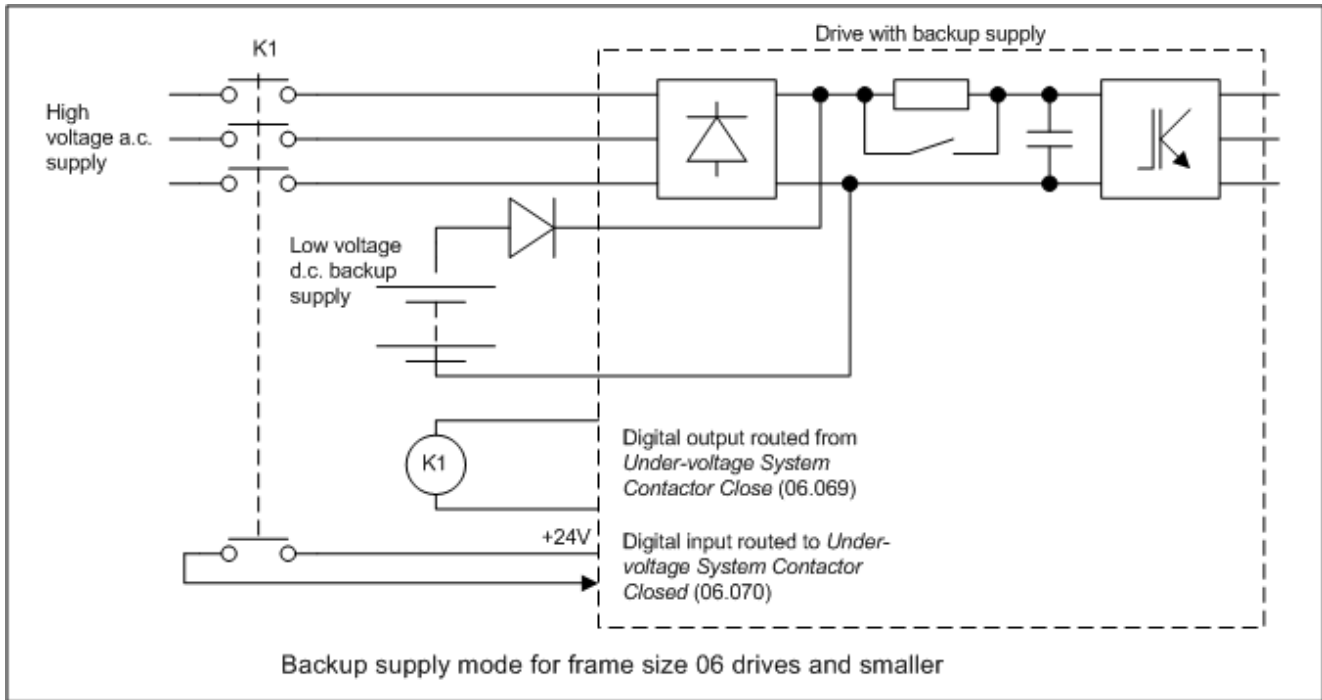 Drive with backup supply
K1
High
voltage a.c.
supply
Low voltage
d.c. backup
supply
K1
Digital output routed from
Under-voltage System
Contactor Close (06.069)
+24V
Digital input routed to Under-
voltage System Contactor
Closed (06.070)
Backup supply mode for frame size 06 drives and smaller